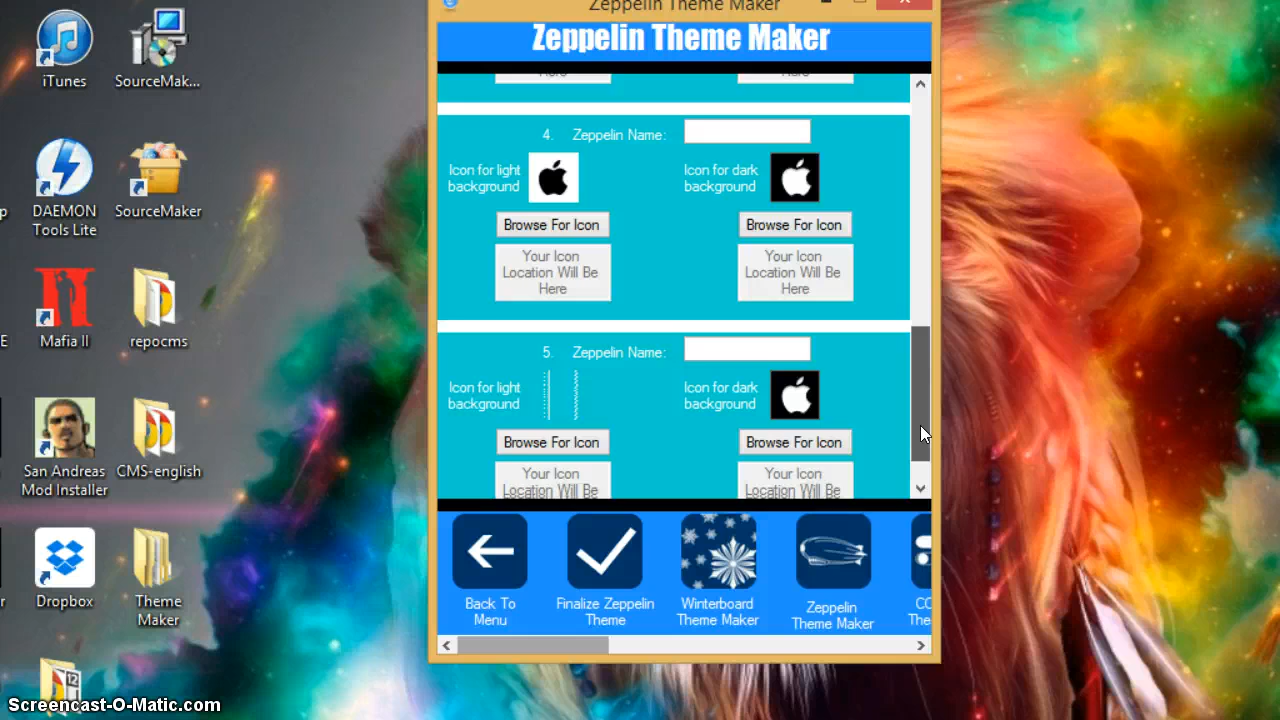 Zeppelin Theme Maker
Zeppelin Theme Maker
iTunes
SourceMak...
DAEMON
Tools Lite
SourceMaker
Mafia II
repocms
San Andreas
Mod Installer
CMS-english
Dropbox
Theme
Maker
Here
Here
4. Zeppelin Name:
Icon for light
background
Icon for dark
background
Browse For Icon
Browse For Icon
Your Icon
Location Will Be
Here
Your Icon
Location Will Be
Here
5. Zeppelin Name:
Icon for light
background
Icon for dark
background
Browse For Icon
Browse For Icon
Your Icon
Location Will Be
Your Icon
Location Will Be
Back To
Menu
Finalize Zeppelin
Theme
Winterboard
Theme Maker
Zeppelin
Theme Maker
Screencast-O-Matic.com